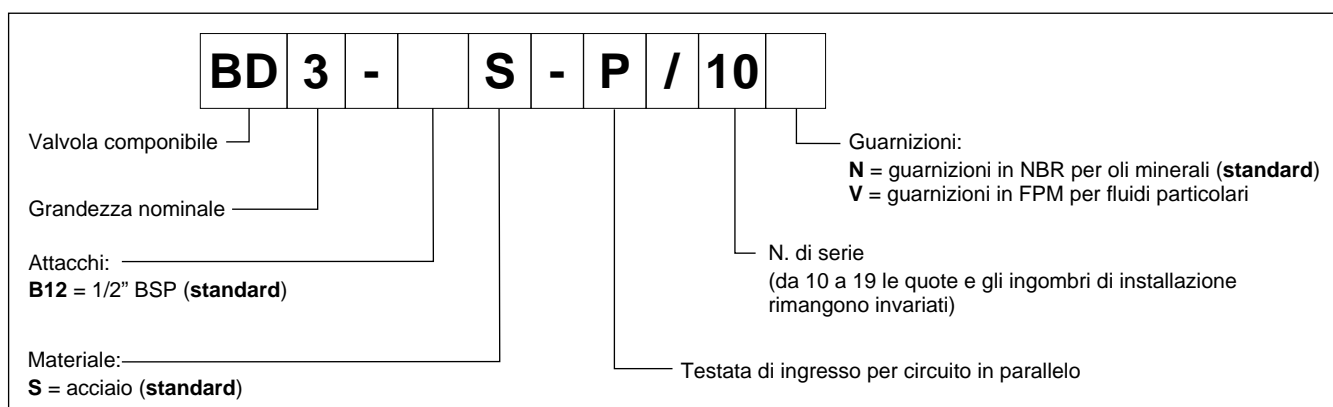 BD 3 - S - P / 10
Valvola componibile
Grandezza nominale
Attacchi:
B12 = 1/2” BSP (standard)
Materiale:
S = acciaio (standard)
Guarnizioni:
N = guarnizioni in NBR per oli minerali (standard)
V = guarnizioni in FPM per fluidi particolari
N. di serie
(da 10 a 19 le quote e gli ingombri di installazione
rimangono invariati)
Testata di ingresso per circuito in parallelo